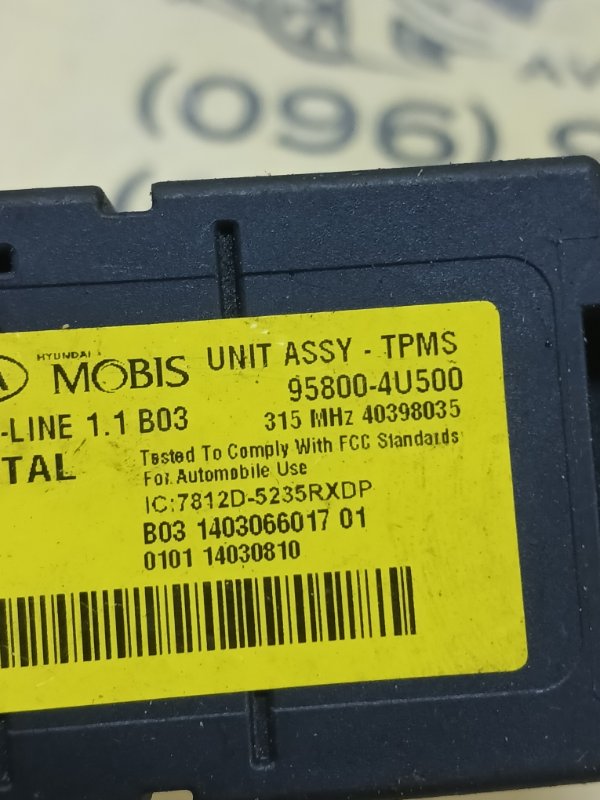 AV
(096)
HYUNDAI
MOBIS
UNIT ASSY - TPMS
95800-4U500
-LINE 1.1 B03
315 MHz 40398035
TAL
Tested To Comply With FCC Standards
For Automobile Use
IC:7812D-5235RXDP
B03 1403066017 01
0101 14030810